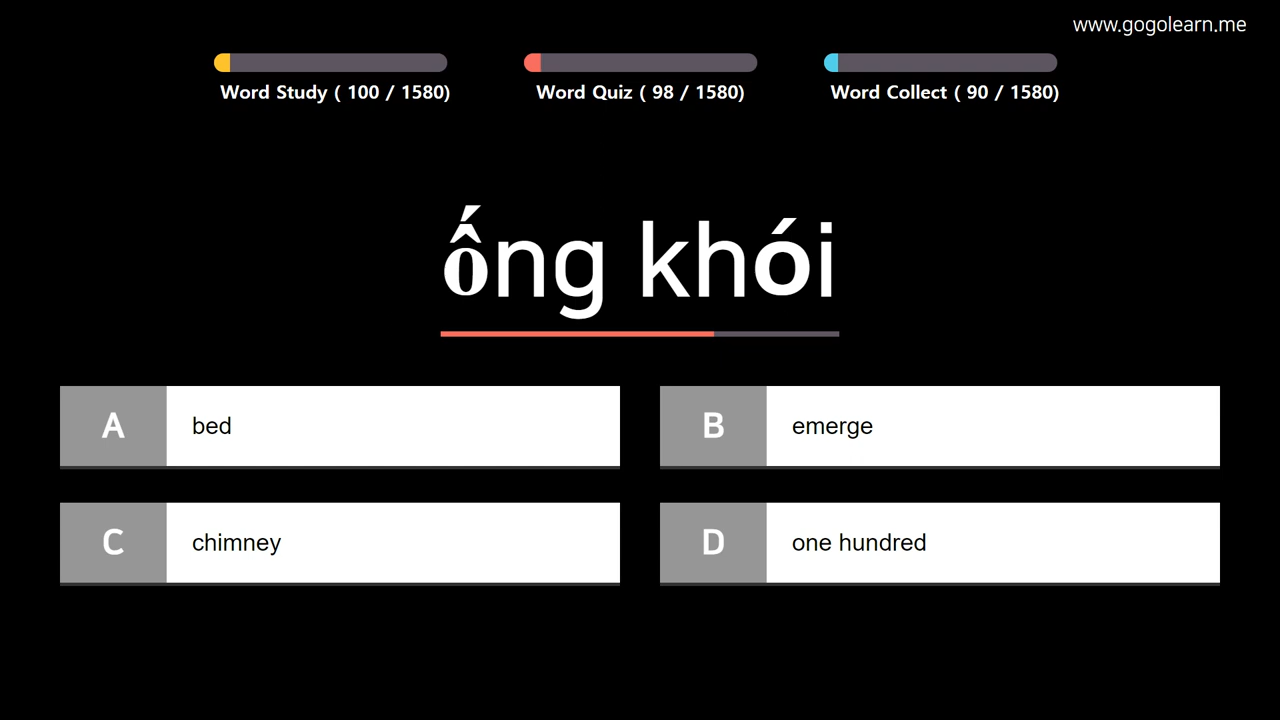 www.gogolearn.me
Word Study ( 100 / 1580)
Word Quiz ( 98 / 1580)
Word Collect ( 90 / 1580)
ống khói
A bed
B emerge
C chimney
D one hundred